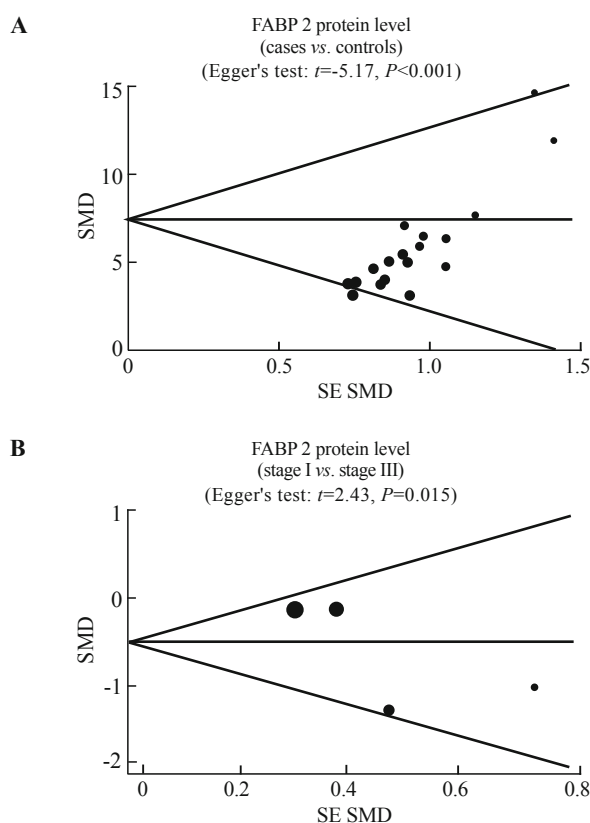 A
FABP 2 protein level
(cases vs. controls)
(Egger's test: t=-5.17, P<0.001)
15
10
5
0
SMD
0 0.5 1.0 1.5
SE SMD
B
FABP 2 protein level
(stage I vs. stage III)
(Egger's test: t=2.43, P=0.015)
1
0
-1
-2
SMD
0 0.2 0.4 0.6 0.8
SE SMD